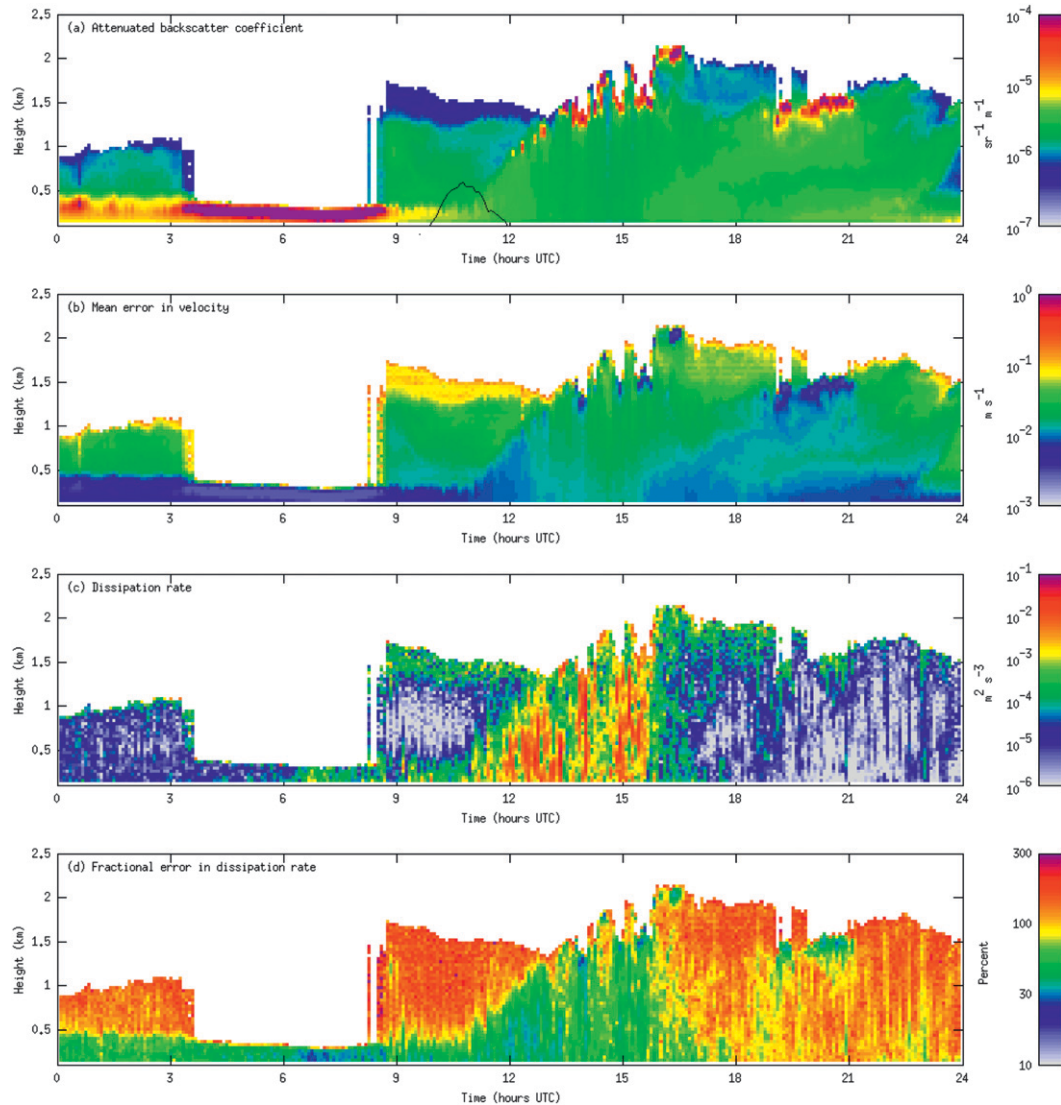 (a) Attenuated backscatter coefficient
2.5
2
1.5
1
0.5
Height (km)
0 3 6 9 12 15 18 21 24
Time (hours UTC)
10⁻⁴
10⁻⁵
10⁻⁶
10⁻⁷
sr⁻¹ m⁻¹
(b) Mean error in velocity
2.5
2
1.5
1
0.5
Height (km)
0 3 6 9 12 15 18 21 24
Time (hours UTC)
10⁰
10⁻¹
10⁻²
10⁻³
m s⁻¹
(c) Dissipation rate
2.5
2
1.5
1
0.5
Height (km)
0 3 6 9 12 15 18 21 24
Time (hours UTC)
10⁻¹
10⁻²
10⁻³
10⁻⁴
10⁻⁵
10⁻⁶
m² s⁻³
(d) Fractional error in dissipation rate
2.5
2
1.5
1
0.5
Height (km)
0 3 6 9 12 15 18 21 24
Time (hours UTC)
300
100
30
10
Percent